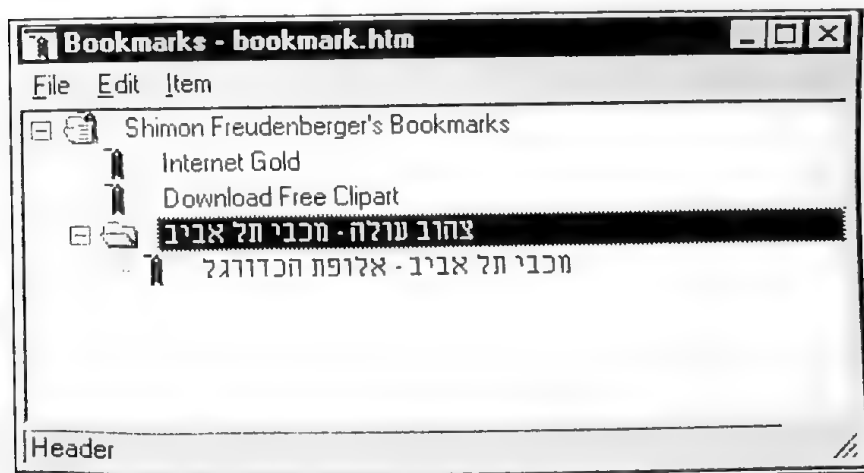 Bookmarks - bookmark.htm
File Edit Item
Shimon Freudenberger's Bookmarks
Internet Gold
Download Free Clipart
צהוב עולה - מכבי תל אביב
מכבי תל אביב - אלופת הכדורגל
Header